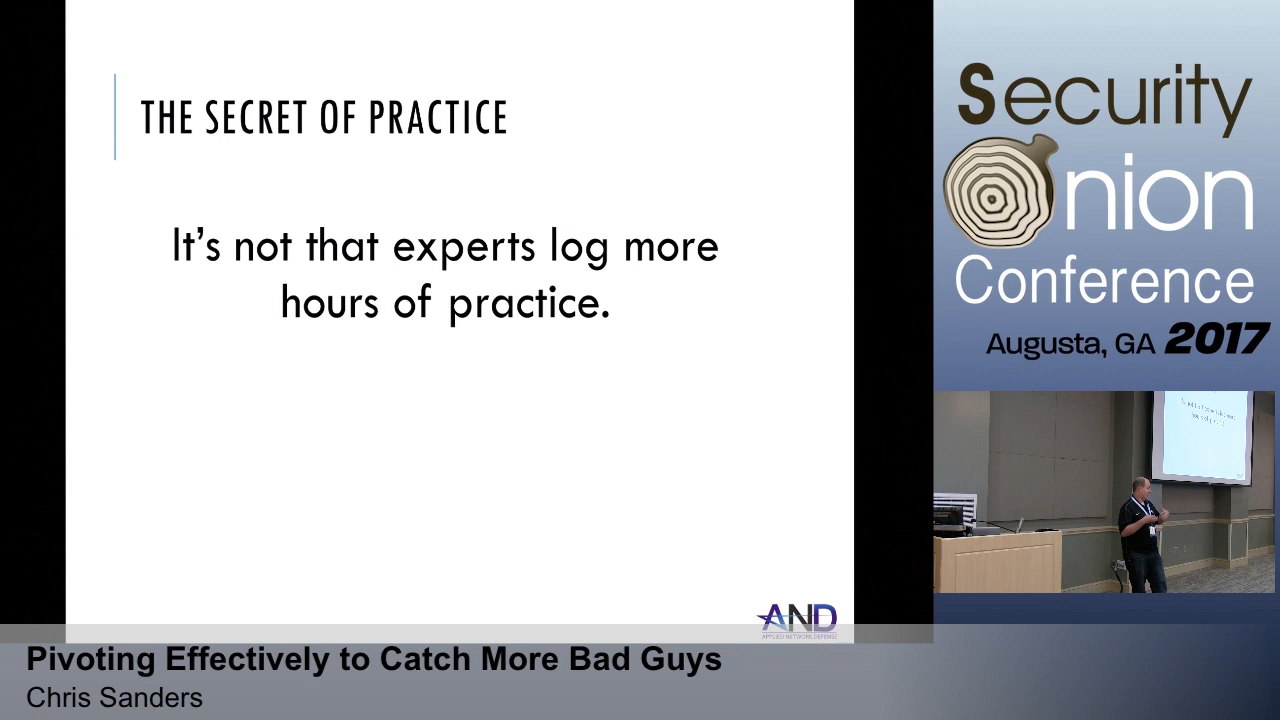 THE SECRET OF PRACTICE
It's not that experts log more
hours of practice.
AND
APPLIED NETWORK DEFENSE
Security
Onion
Conference
Augusta, GA 2017
Pivoting Effectively to Catch More Bad Guys
Chris Sanders